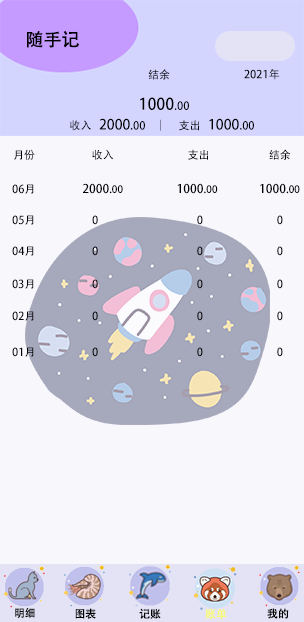 随手记
结余 2021年
1000.00
收入 2000.00 | 支出 1000.00
月份 收入 支出 结余
06月 2000.00 1000.00 1000.00
05月 0 0 0
04月 0 0 0
03月 0 0 0
02月 0 0 0
01月 0 0 0
明细 图表 记账 我的